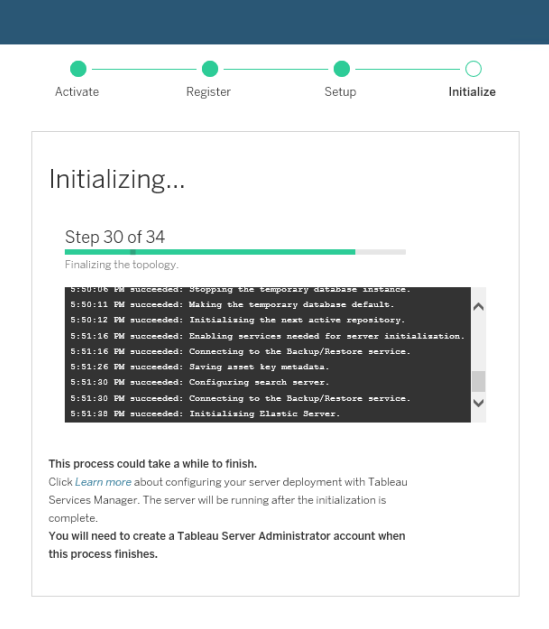 Activate
Register
Setup
Initialize
Initializing...
Step 30 of 34
Finalizing the topology.
5:50:06 PM succeeded: Stopping the temporary database instance.
5:50:11 PM succeeded: Making the temporary database default.
5:50:12 PM succeeded: Initializing the next active repository.
5:51:16 PM succeeded: Enabling services needed for server initialization.
5:51:16 PM succeeded: Connecting to the Backup/Restore service.
5:51:26 PM succeeded: Saving asset key metadata.
5:51:30 PM succeeded: Configuring search server.
5:51:30 PM succeeded: Connecting to the Backup/Restore service.
5:51:38 PM succeeded: Initializing Elastic Server.
This process could take a while to finish.
Click Learn more about configuring your server deployment with Tableau
Services Manager. The server will be running after the initialization is
complete.
You will need to create a Tableau Server Administrator account when
this process finishes.